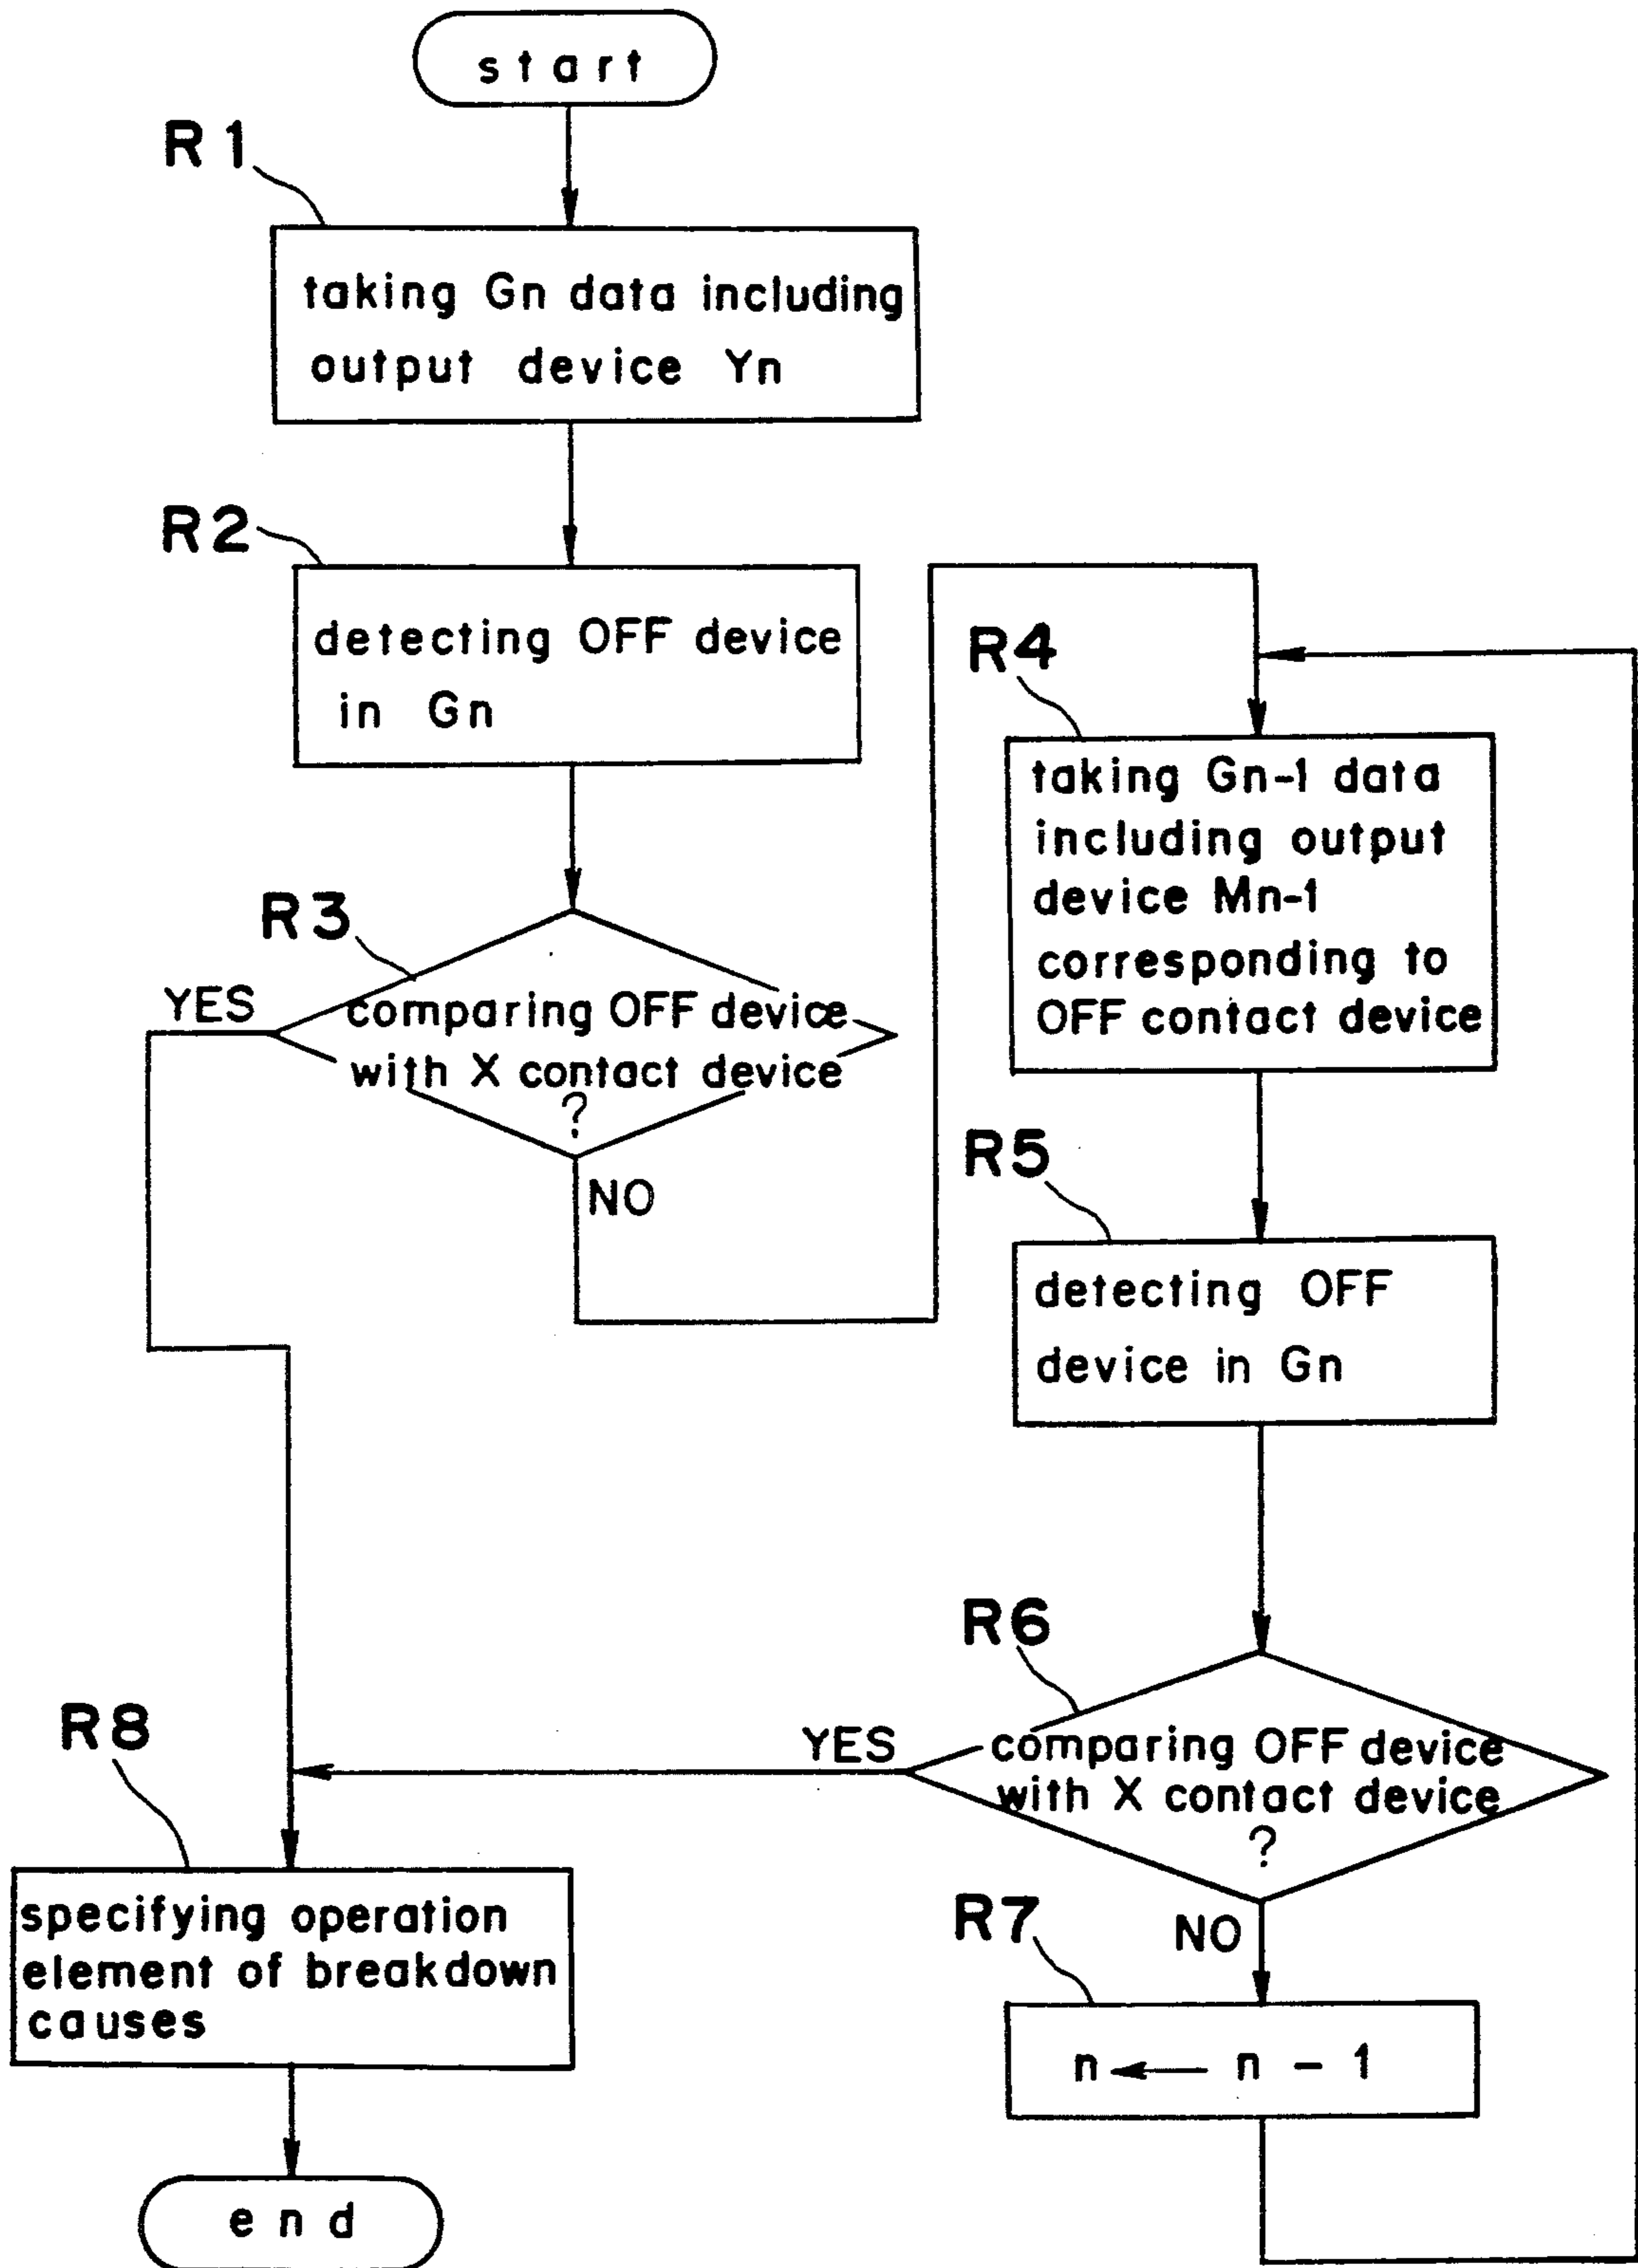 start
R1
taking Gn data including
output device Yn
R2
detecting OFF device
in Gn
R3
YES
comparing OFF device
with X contact device
?
NO
R4
taking Gn-1 data
including output
device Mn-1
corresponding to
OFF contact device
R5
detecting OFF
device in Gn
R6
YES
comparing OFF device
with X contact device
?
NO
R7
n ← n - 1
R8
specifying operation
element of breakdown
causes
end